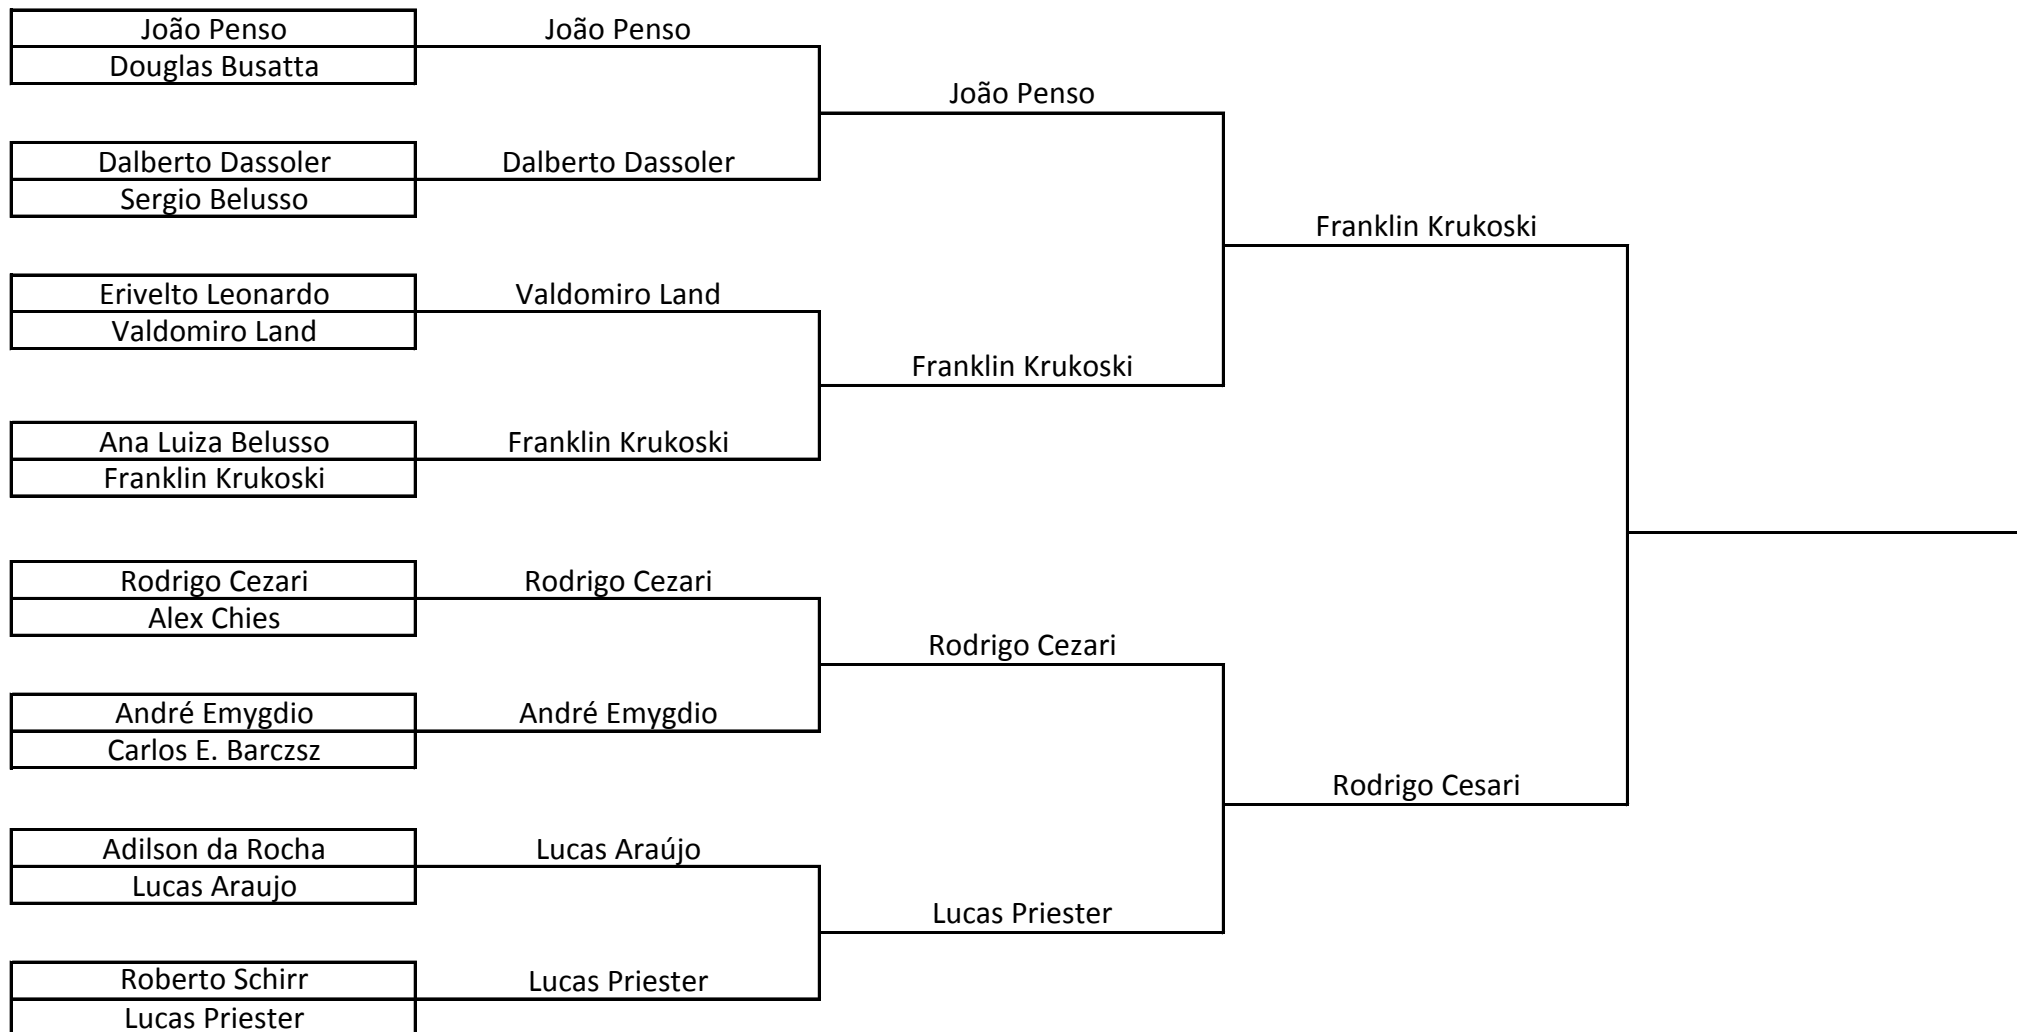 João Penso
Douglas Busatta
Dalberto Dassoler
Sergio Belusso
Erivelto Leonardo
Valdomiro Land
Ana Luiza Belusso
Franklin Krukoski
Rodrigo Cezari
Alex Chies
André Emygdio
Carlos E. Barczsz
Adilson da Rocha
Lucas Araujo
Roberto Schirr
Lucas Priester
João Penso
Dalberto Dassoler
Valdomiro Land
Franklin Krukoski
Rodrigo Cezari
André Emygdio
Lucas Araújo
Lucas Priester
João Penso
Franklin Krukoski
Rodrigo Cezari
Lucas Priester
Franklin Krukoski
Rodrigo Cesari